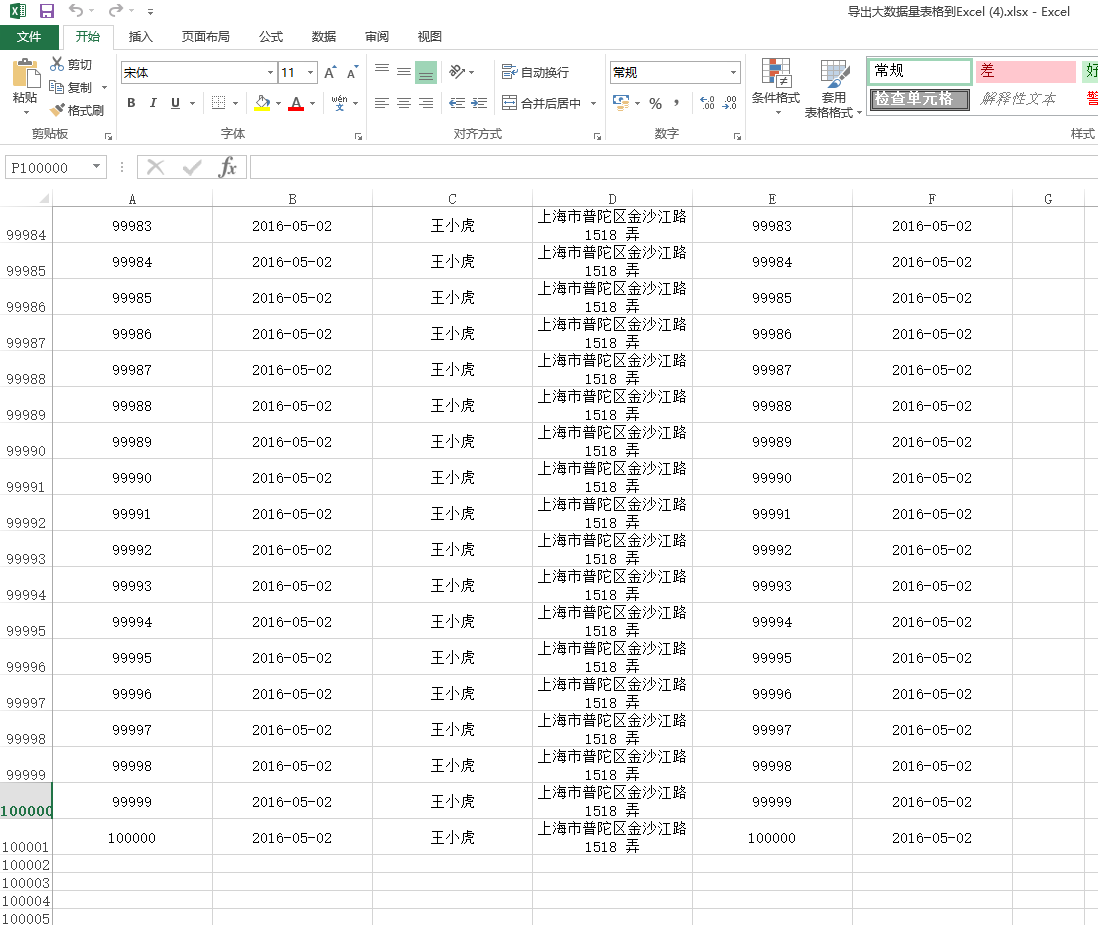 导出大数据量表格到Excel (4).xlsx - Excel
文件 开始 插入 页面布局 公式 数据 审阅 视图
粘贴 剪切 复制 格式刷
剪贴板
宋体 11 A A
B I U A wén 文
字体
自动换行
合并后居中
对齐方式
常规
% , .00 .00
数字
条件格式 套用 表格格式
常规 差 好
检查单元格 解释性文本 警
样式
P100000 fx
A B C D E F G
99984 99983 2016-05-02 王小虎 上海市普陀区金沙江路 1518 弄 99983 2016-05-02
99985 99984 2016-05-02 王小虎 上海市普陀区金沙江路 1518 弄 99984 2016-05-02
99986 99985 2016-05-02 王小虎 上海市普陀区金沙江路 1518 弄 99985 2016-05-02
99987 99986 2016-05-02 王小虎 上海市普陀区金沙江路 1518 弄 99986 2016-05-02
99988 99987 2016-05-02 王小虎 上海市普陀区金沙江路 1518 弄 99987 2016-05-02
99989 99988 2016-05-02 王小虎 上海市普陀区金沙江路 1518 弄 99988 2016-05-02
99990 99989 2016-05-02 王小虎 上海市普陀区金沙江路 1518 弄 99989 2016-05-02
99991 99990 2016-05-02 王小虎 上海市普陀区金沙江路 1518 弄 99990 2016-05-02
99992 99991 2016-05-02 王小虎 上海市普陀区金沙江路 1518 弄 99991 2016-05-02
99993 99992 2016-05-02 王小虎 上海市普陀区金沙江路 1518 弄 99992 2016-05-02
99994 99993 2016-05-02 王小虎 上海市普陀区金沙江路 1518 弄 99993 2016-05-02
99995 99994 2016-05-02 王小虎 上海市普陀区金沙江路 1518 弄 99994 2016-05-02
99996 99995 2016-05-02 王小虎 上海市普陀区金沙江路 1518 弄 99995 2016-05-02
99997 99996 2016-05-02 王小虎 上海市普陀区金沙江路 1518 弄 99996 2016-05-02
99998 99997 2016-05-02 王小虎 上海市普陀区金沙江路 1518 弄 99997 2016-05-02
99999 99998 2016-05-02 王小虎 上海市普陀区金沙江路 1518 弄 99998 2016-05-02
100000 99999 2016-05-02 王小虎 上海市普陀区金沙江路 1518 弄 99999 2016-05-02
100001 100000 2016-05-02 王小虎 上海市普陀区金沙江路 1518 弄 100000 2016-05-02
100002
100003
100004
100005